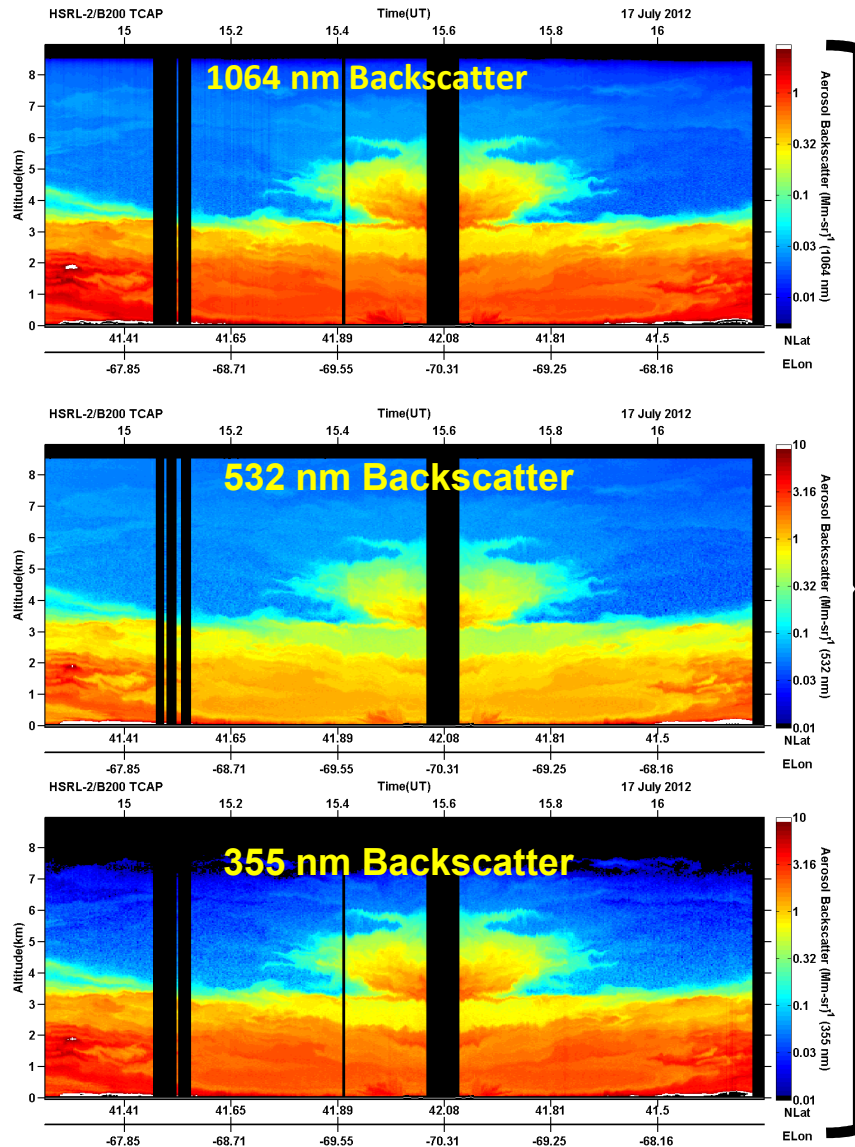 HSRL-2/B200 TCAP Time(UT) 17 July 2012
15 15.2 15.4 15.6 15.8 16
1064 nm Backscatter
8
7
6
5
4
3
2
1
0
Altitude(km)
1
0.32
0.1
0.03
0.01
Aerosol Backscatter (Mm-sr)¹ (1064 nm)
41.41 41.65 41.89 42.08 41.81 41.5 NLat
-67.85 -68.71 -69.55 -70.31 -69.25 -68.16 ELon
HSRL-2/B200 TCAP Time(UT) 17 July 2012
15 15.2 15.4 15.6 15.8 16
532 nm Backscatter
8
7
6
5
4
3
2
1
0
Altitude(km)
10
3.16
1
0.32
0.1
0.03
0.01
Aerosol Backscatter (Mm-sr)¹ (532 nm)
41.41 41.65 41.89 42.08 41.81 41.5 NLat
-67.85 -68.71 -69.55 -70.31 -69.25 -68.16 ELon
HSRL-2/B200 TCAP Time(UT) 17 July 2012
15 15.2 15.4 15.6 15.8 16
355 nm Backscatter
8
7
6
5
4
3
2
1
0
Altitude(km)
10
3.16
1
0.32
0.1
0.03
0.01
Aerosol Backscatter (Mm-sr)¹ (355 nm)
41.41 41.65 41.89 42.08 41.81 41.5 NLat
-67.85 -68.71 -69.55 -70.31 -69.25 -68.16 ELon